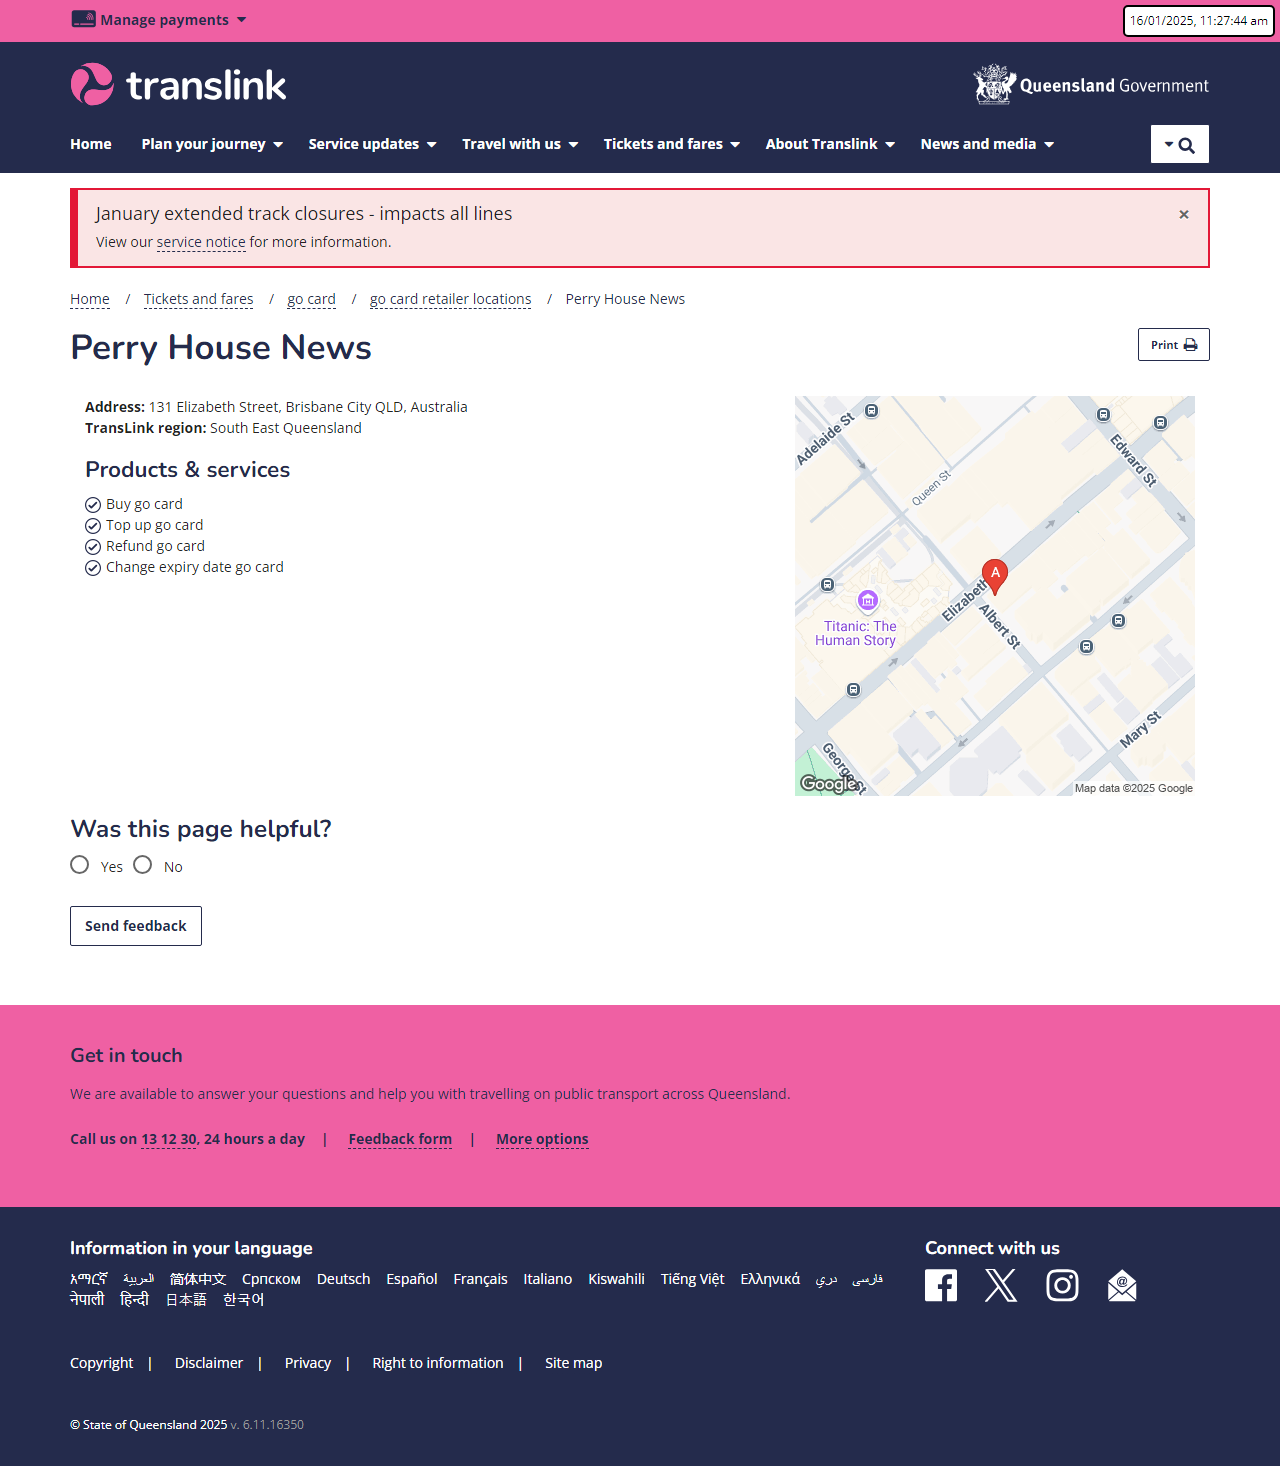 Manage payments
16/01/2025, 11:27:44 am
translink
Queensland Government
Home Plan your journey Service updates Travel with us Tickets and fares About Translink News and media
January extended track closures - impacts all lines
×
View our service notice for more information.
Home / Tickets and fares / go card / go card retailer locations / Perry House News
Perry House News
Print
Address: 131 Elizabeth Street, Brisbane City QLD, Australia
TransLink region: South East Queensland
Products & services
Buy go card
Top up go card
Refund go card
Change expiry date go card
Adelaide St
Edward St
Queen St
A
Elizabeth
Albert St
Titanic: The
Human Story
Mary St
George St
Google
Map data ©2025 Google
Was this page helpful?
Yes No
Send feedback
Get in touch
We are available to answer your questions and help you with travelling on public transport across Queensland.
Call us on 13 12 30, 24 hours a day | Feedback form | More options
Information in your language
Connect with us
አማርኛ العربية 简体中文 Српском Deutsch Español Français Italiano Kiswahili Tiếng Việt Ελληνικά دري فارسی
नेपाली हिन्दी 日本語 한국어
Copyright | Disclaimer | Privacy | Right to information | Site map
© State of Queensland 2025 v. 6.11.16350